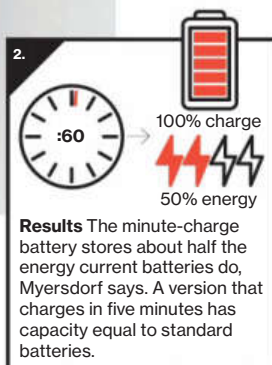 2.
:60
100% charge
50% energy
Results The minute-charge
battery stores about half the
energy current batteries do,
Myersdorf says. A version that
charges in five minutes has
capacity equal to standard
batteries.